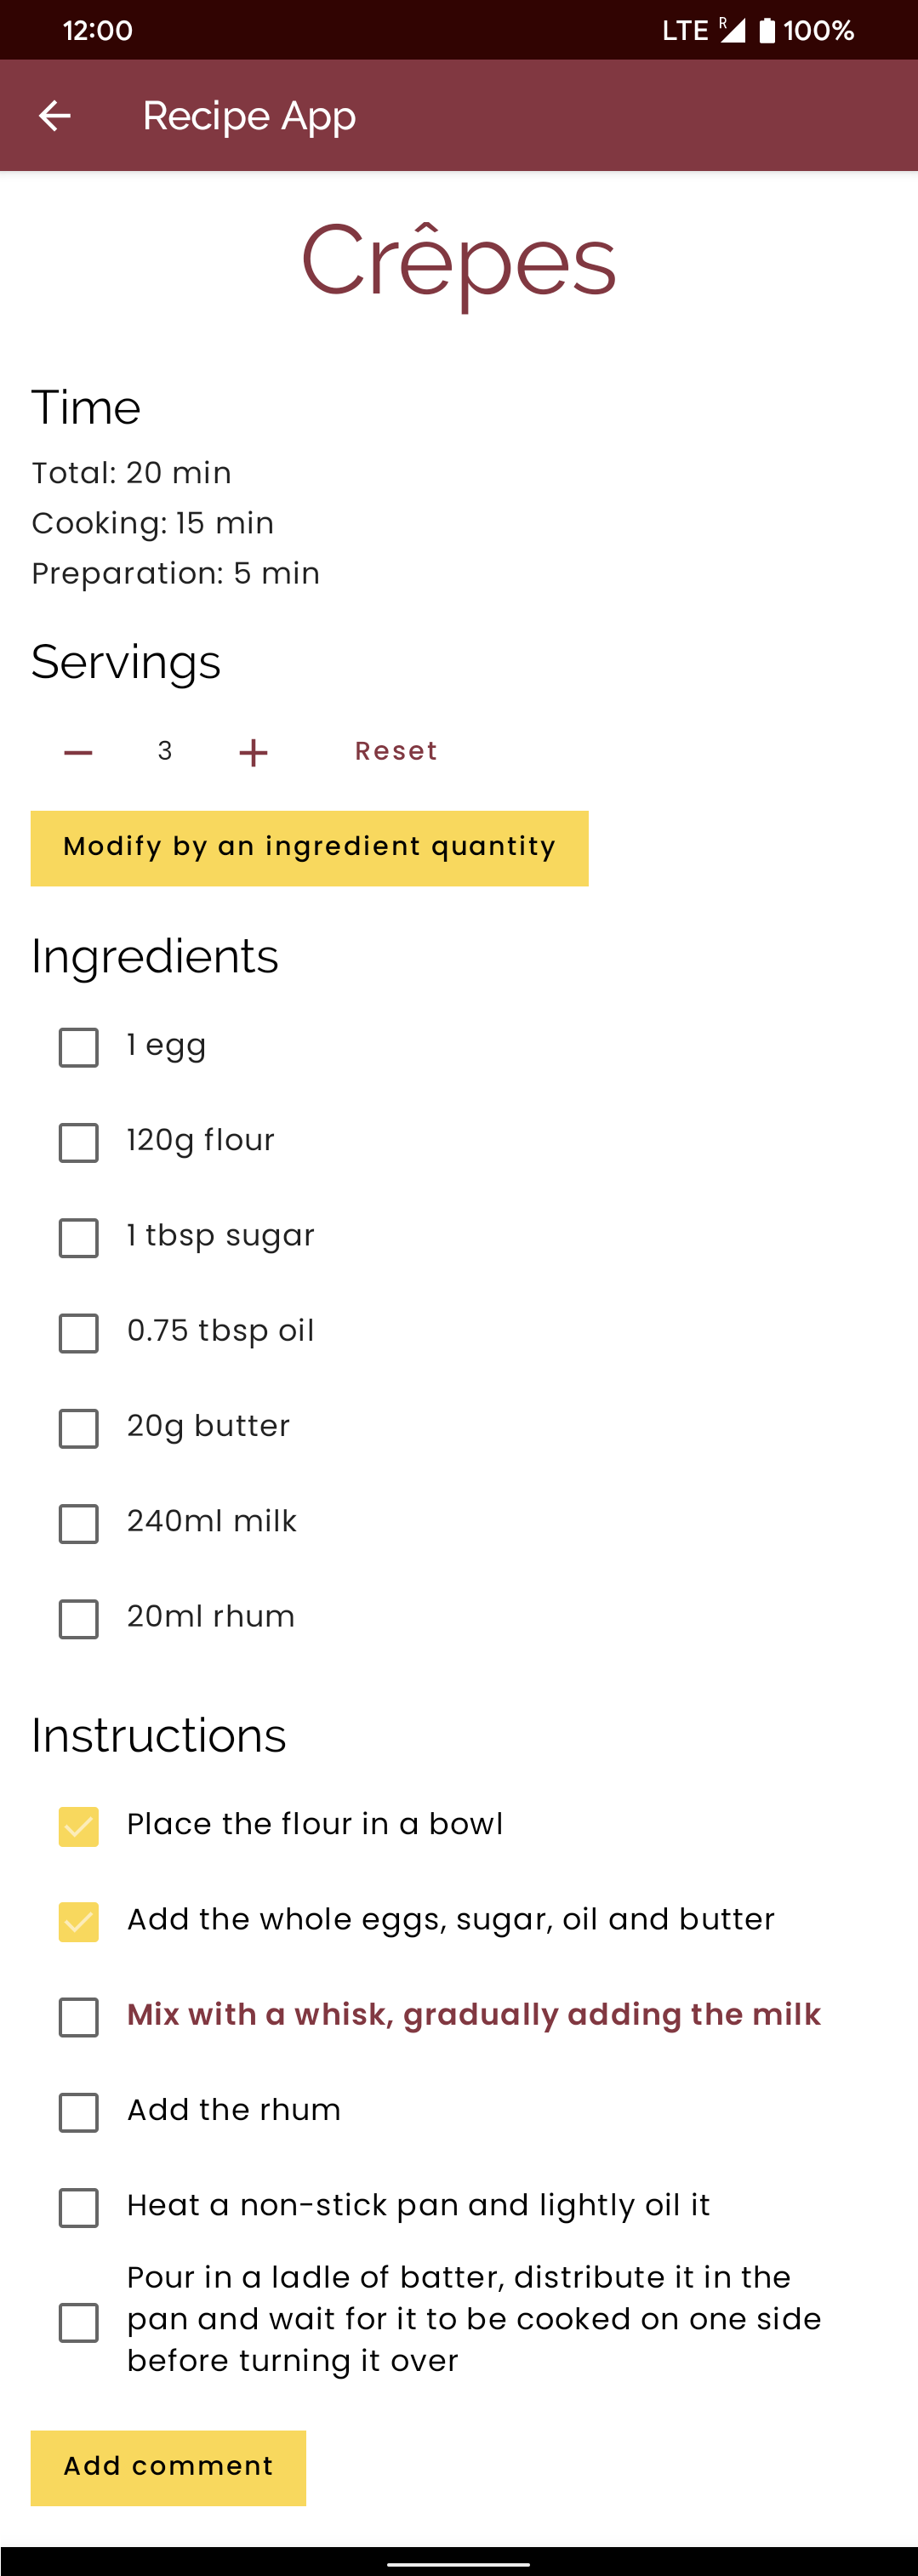 12:00 LTE R 100%
Recipe App
Crêpes
Time
Total: 20 min
Cooking: 15 min
Preparation: 5 min
Servings
3 Reset
Modify by an ingredient quantity
Ingredients
1 egg
120g flour
1 tbsp sugar
0.75 tbsp oil
20g butter
240ml milk
20ml rhum
Instructions
Place the flour in a bowl
Add the whole eggs, sugar, oil and butter
Mix with a whisk, gradually adding the milk
Add the rhum
Heat a non-stick pan and lightly oil it
Pour in a ladle of batter, distribute it in the
pan and wait for it to be cooked on one side
before turning it over
Add comment